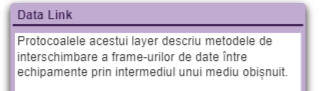 Data Link
Protocoalele acestui layer descriu metodele de
interschimbare a frame-urilor de date între
echipamente prin intermediul unui mediu obișnuit.